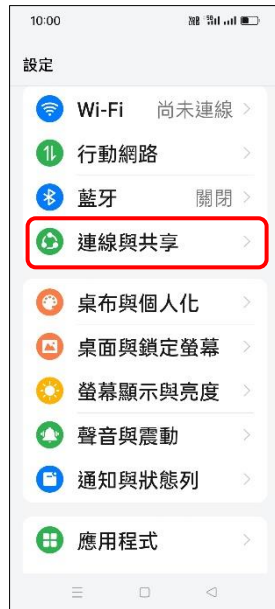 10:00
設定
Wi-Fi 尚未連線
行動網路
藍牙 關閉
連線與共享
桌布與個人化
桌面與鎖定螢幕
螢幕顯示與亮度
聲音與震動
通知與狀態列
應用程式